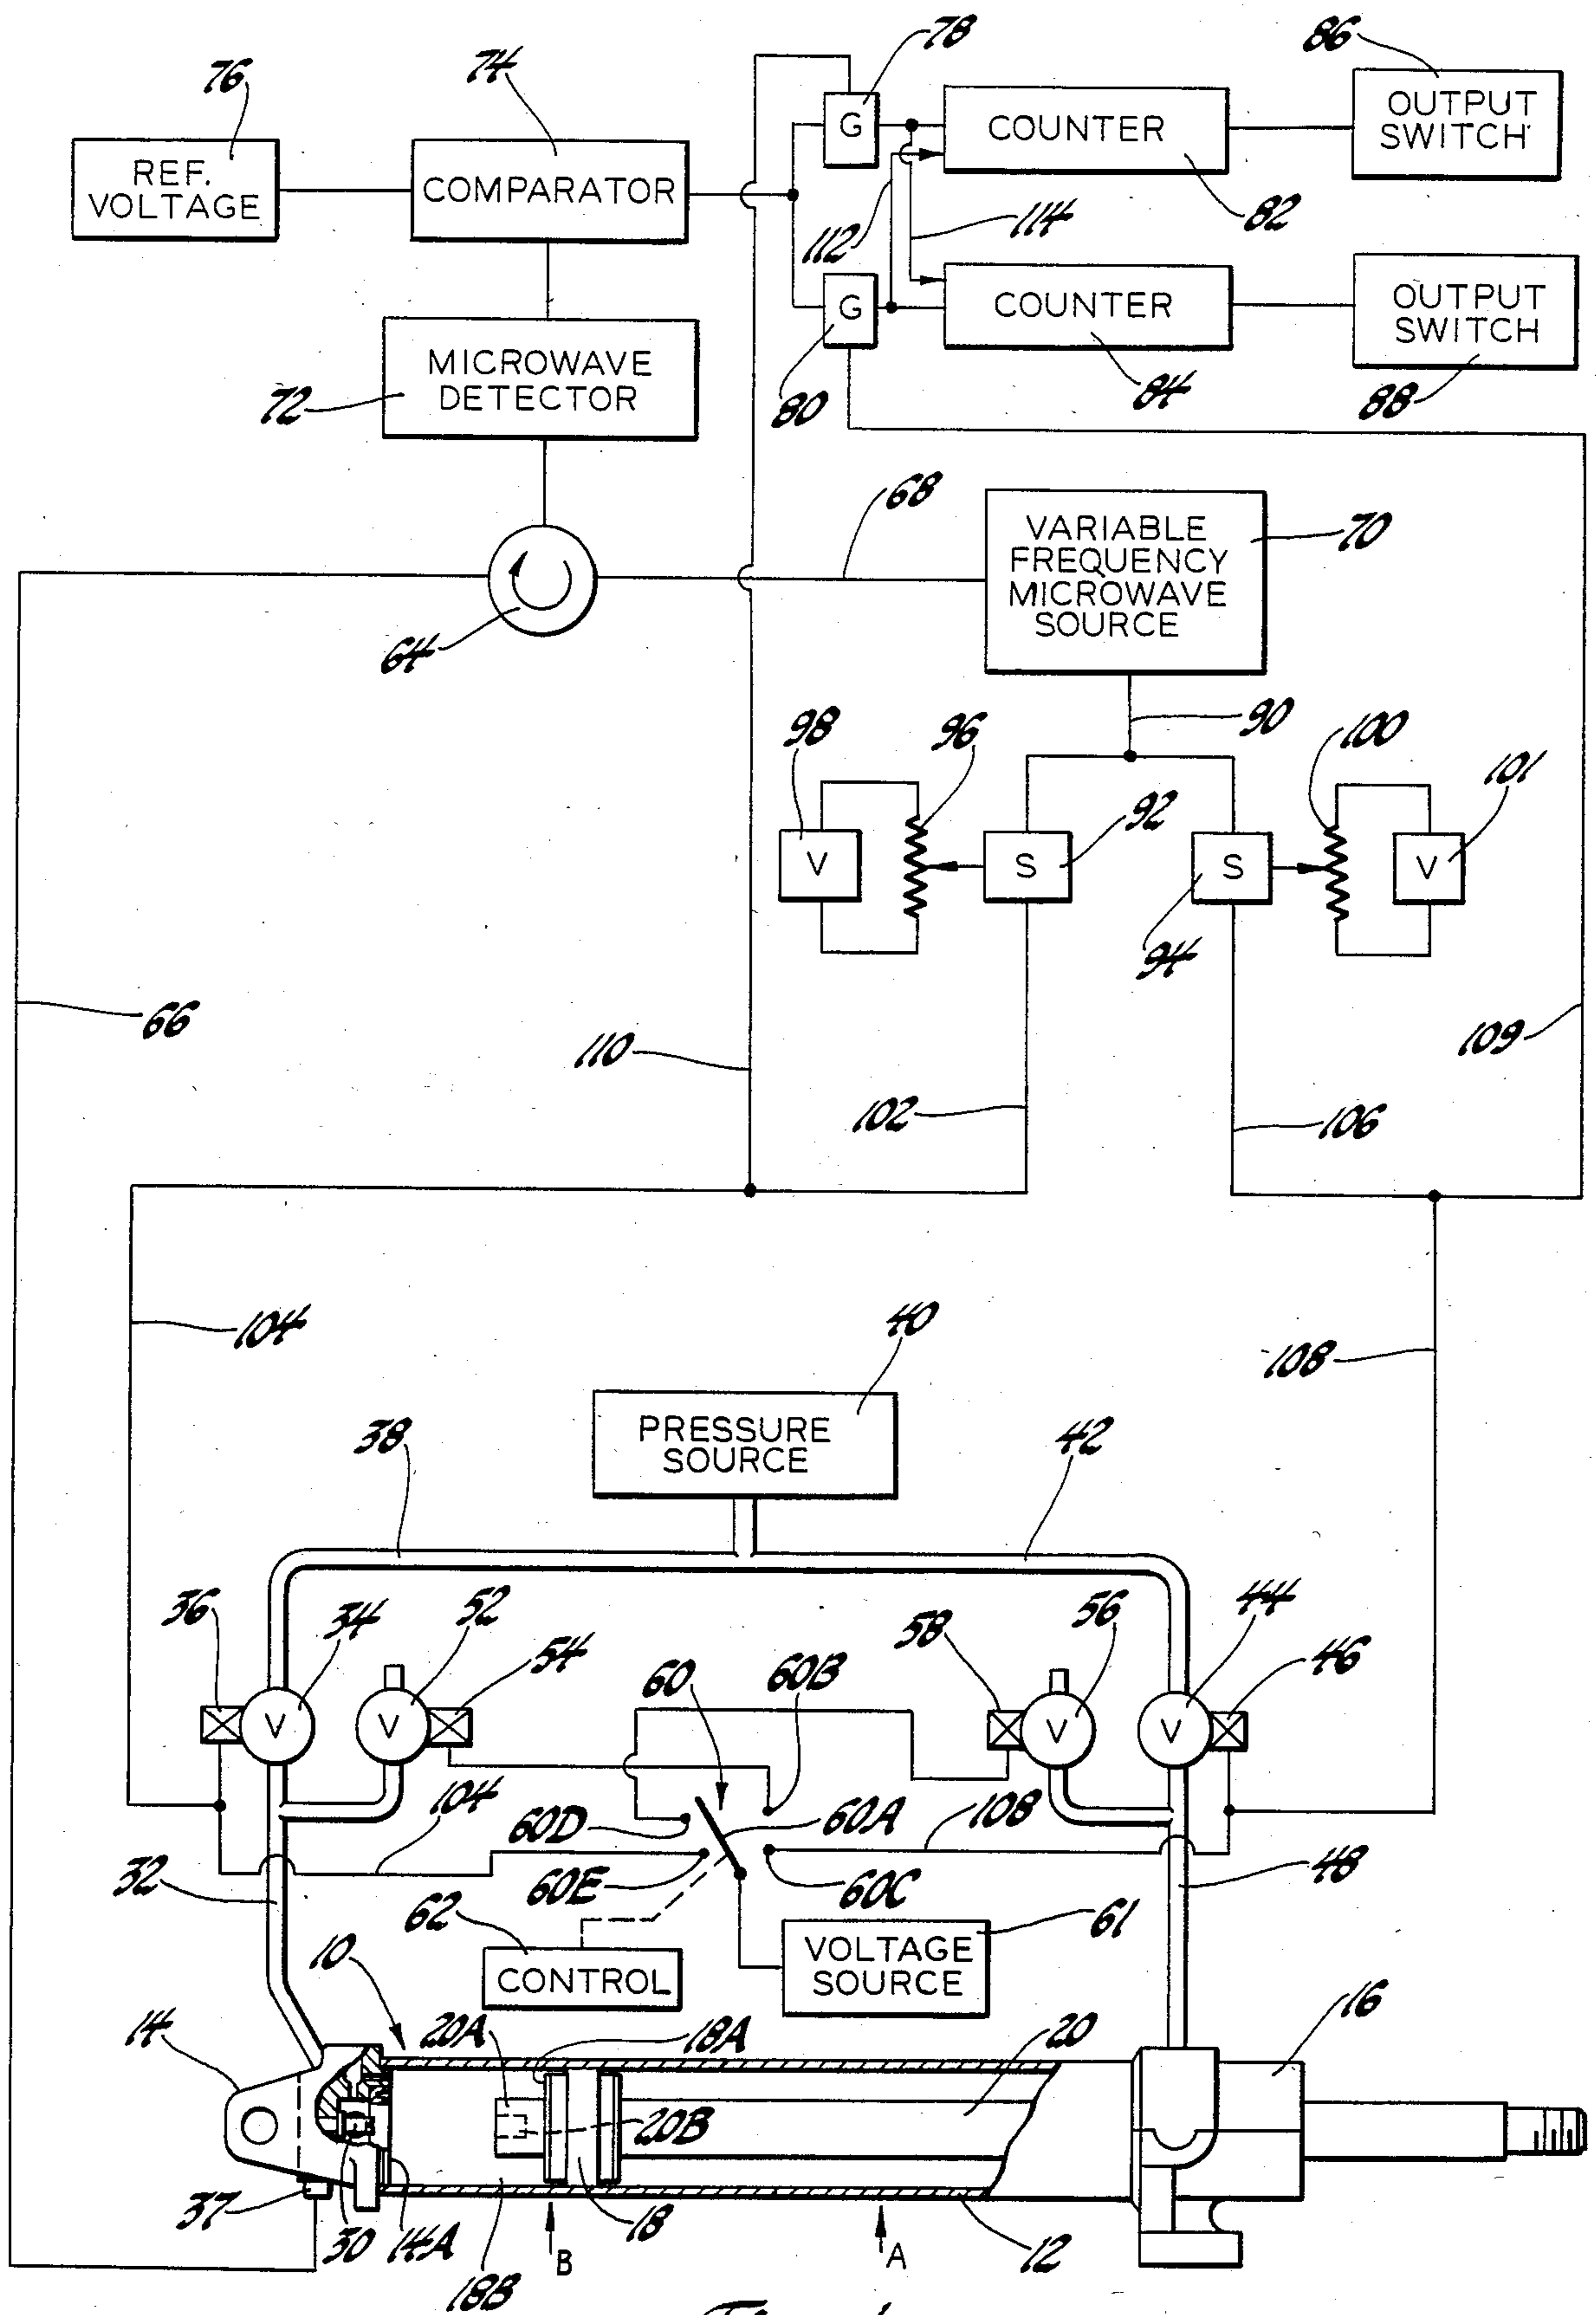 78
86
76
74
G
COUNTER
OUTPUT
SWITCH
REF.
VOLTAGE
COMPARATOR
82
112
114
G
COUNTER
OUTPUT
SWITCH
MICROWAVE
DETECTOR
72
80
84
88
68
VARIABLE
FREQUENCY
MICROWAVE
SOURCE
70
64
90
98
96
100
101
92
V
S
S
V
94
66
110
109
102
106
104
40
108
PRESSURE
SOURCE
38
42
36
34
52
54
60
60B
58
56
44
46
V
V
V
V
104
60D
60A
108
32
60E
60C
48
62
61
10
CONTROL
VOLTAGE
SOURCE
14
20A
18A
20
16
20B
37
30
14A
18B
B
18
A
12